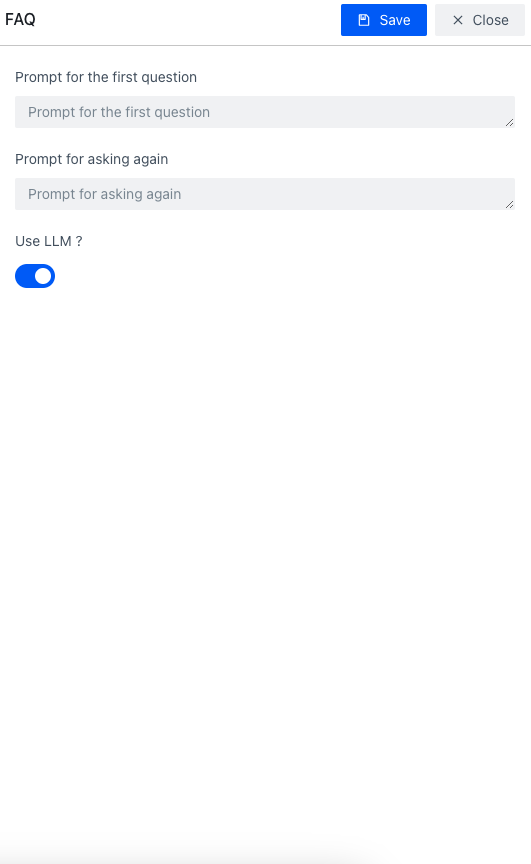 FAQ
Save
Close
Prompt for the first question
Prompt for the first question
Prompt for asking again
Prompt for asking again
Use LLM ?